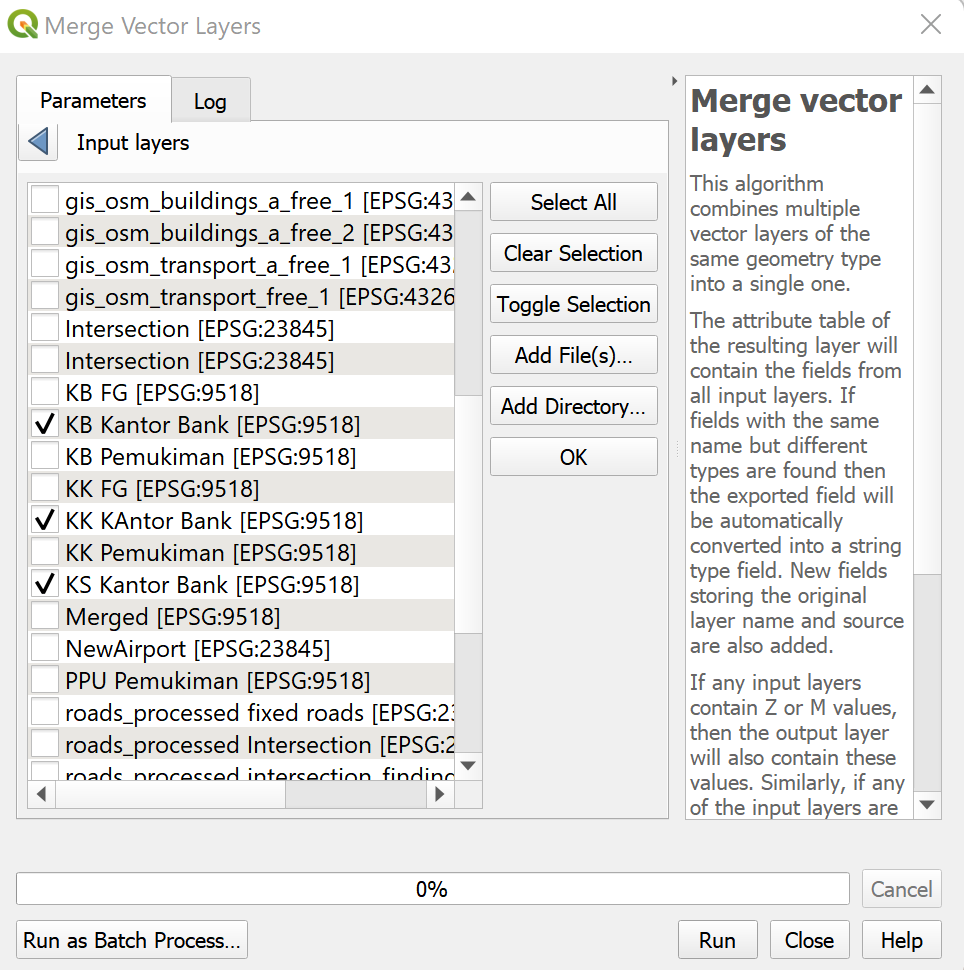 Merge Vector Layers
Parameters
Log
Input layers
gis_osm_buildings_a_free_1 [EPSG:43
gis_osm_buildings_a_free_2 [EPSG:43
gis_osm_transport_a_free_1 [EPSG:43.
gis_osm_transport_free_1 [EPSG:4326
Intersection [EPSG:23845]
Intersection [EPSG:23845]
KB FG [EPSG:9518]
KB Kantor Bank [EPSG:9518]
KB Pemukiman [EPSG:9518]
KK FG [EPSG:9518]
KK KAntor Bank [EPSG:9518]
KK Pemukiman [EPSG:9518]
KS Kantor Bank [EPSG:9518]
Merged [EPSG:9518]
NewAirport [EPSG:23845]
PPU Pemukiman [EPSG:9518]
roads_processed fixed roads [EPSG:23
roads_processed Intersection [EPSG:2
roads_processed intersection_finding
Select All
Clear Selection
Toggle Selection
Add File(s)...
Add Directory...
OK
Merge vector
layers
This algorithm
combines multiple
vector layers of the
same geometry type
into a single one.
The attribute table of
the resulting layer will
contain the fields from
all input layers. If
fields with the same
name but different
types are found then
the exported field will
be automatically
converted into a string
type field. New fields
storing the original
layer name and source
are also added.
If any input layers
contain Z or M values,
then the output layer
will also contain these
values. Similarly, if any
of the input layers are
0%
Cancel
Run as Batch Process...
Run
Close
Help